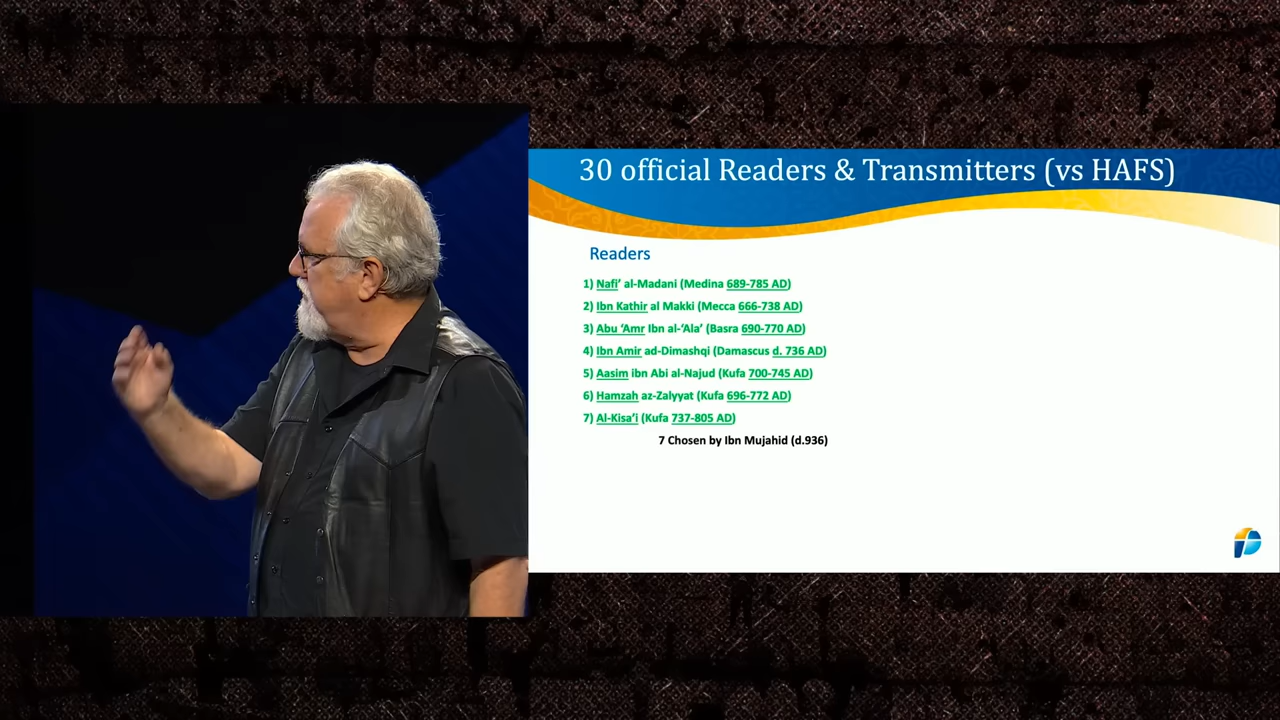 30 official Readers & Transmitters (vs HAFS)
Readers
1) Nafi’ al-Madani (Medina 689-785 AD)
2) Ibn Kathir al Makki (Mecca 666-738 AD)
3) Abu ‘Amr Ibn al-‘Ala’ (Basra 690-770 AD)
4) Ibn Amir ad-Dimashqi (Damascus d. 736 AD)
5) Aasim ibn Abi al-Najud (Kufa 700-745 AD)
6) Hamzah az-Zalyyat (Kufa 696-772 AD)
7) Al-Kisa’i (Kufa 737-805 AD)
7 Chosen by Ibn Mujahid (d.936)